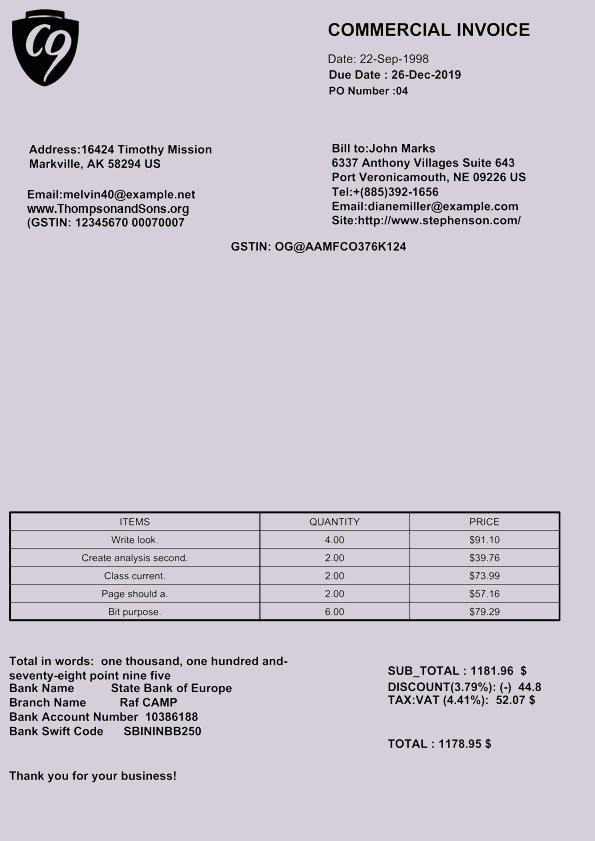 C9
COMMERCIAL INVOICE
Date: 22-Sep-1998
Due Date : 26-Dec-2019
PO Number :04
Address:16424 Timothy Mission
Markville, AK 58294 US
Email:melvin40@example.net
www.ThompsonandSons.org
(GSTIN: 12345670 00070007
Bill to:John Marks
6337 Anthony Villages Suite 643
Port Veronicamouth, NE 09226 US
Tel:+(885)392-1656
Email:dianemiller@example.com
Site:http://www.stephenson.com/
GSTIN: OG@AAMFCO376K124
ITEMS QUANTITY PRICE
Write look. 4.00 $91.10
Create analysis second. 2.00 $39.76
Class current. 2.00 $73.99
Page should a. 2.00 $57.16
Bit purpose. 6.00 $79.29
Total in words: one thousand, one hundred and-
seventy-eight point nine five
Bank Name State Bank of Europe
Branch Name Raf CAMP
Bank Account Number 10386188
Bank Swift Code SBININBB250
SUB_TOTAL : 1181.96 $
DISCOUNT(3.79%): (-) 44.8
TAX:VAT (4.41%): 52.07 $
TOTAL : 1178.95 $
Thank you for your business!